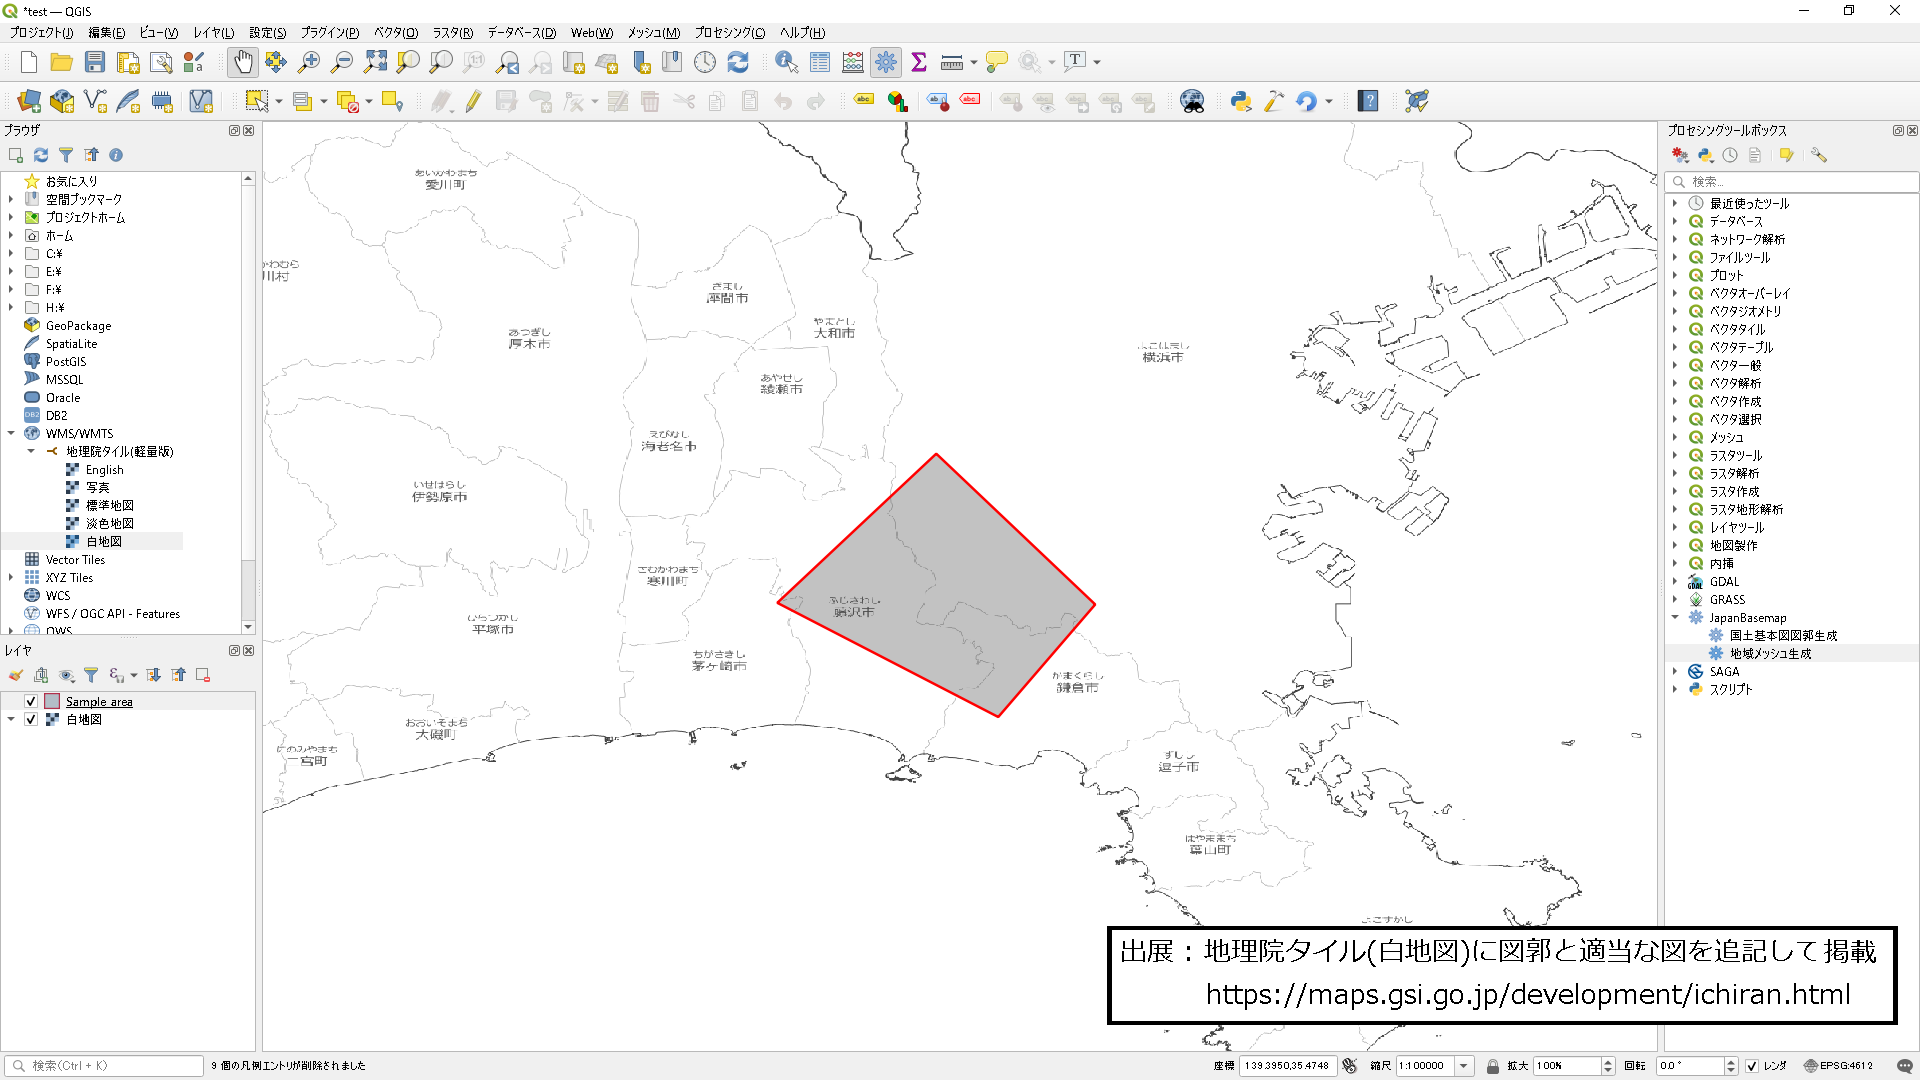 *test — QGIS
プロジェクト(J) 編集(E) ビュー(V) レイヤ(L) 設定(S) プラグイン(P) ベクタ(O) ラスタ(R) データベース(D) Web(W) メッシュ(M) プロセシング(C) ヘルプ(H)
ブラウザ
お気に入り
空間ブックマーク
プロジェクトホーム
ホーム
C:¥
E:¥
F:¥
H:¥
GeoPackage
SpatiaLite
PostGIS
MSSQL
Oracle
DB2
WMS/WMTS
地理院タイル(軽量版)
English
写真
標準地図
淡色地図
白地図
Vector Tiles
XYZ Tiles
WCS
WFS / OGC API - Features
OWS
レイヤ
Sample area
白地図
あいかわまち
愛川町
かわむら
川村
ざまし
座間市
やまとし
大和市
あつぎし
厚木市
よこはまし
横浜市
あやせし
綾瀬市
えびなし
海老名市
いせはらし
伊勢原市
さむかわまち
寒川町
ふじさわし
藤沢市
ひらつかし
平塚市
ちがさきし
茅ヶ崎市
かまくらし
鎌倉市
おおいそまち
大磯町
にのみやまち
二宮町
ずしし
逗子市
はやままち
葉山町
よこすかし
出展：地理院タイル(白地図)に図郭と適当な図を追記して掲載
https://maps.gsi.go.jp/development/ichiran.html
プロセシングツールボックス
検索...
最近使ったツール
データベース
ネットワーク解析
ファイルツール
プロット
ベクタオーバーレイ
ベクタジオメトリ
ベクタタイル
ベクタテーブル
ベクタ一般
ベクタ解析
ベクタ作成
ベクタ選択
メッシュ
ラスタツール
ラスタ解析
ラスタ作成
ラスタ地形解析
レイヤツール
地図製作
内挿
GDAL
GRASS
JapanBasemap
国土基本図図郭生成
地域メッシュ生成
SAGA
スクリプト
検索(Ctrl + K) 9 個の凡例エントリが削除されました 座標 139.3950,35.4748 縮尺 1:100000 拡大 100% 回転 0.0 ° レンダ EPSG:4612